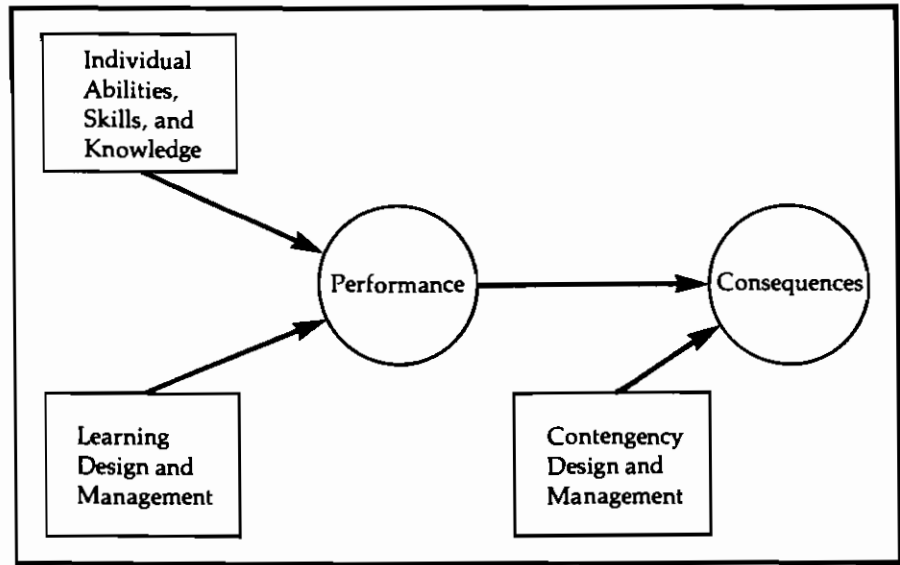 Individual
Abilities,
Skills, and
Knowledge
Performance
Consequences
Learning
Design and
Management
Contengency
Design and
Management